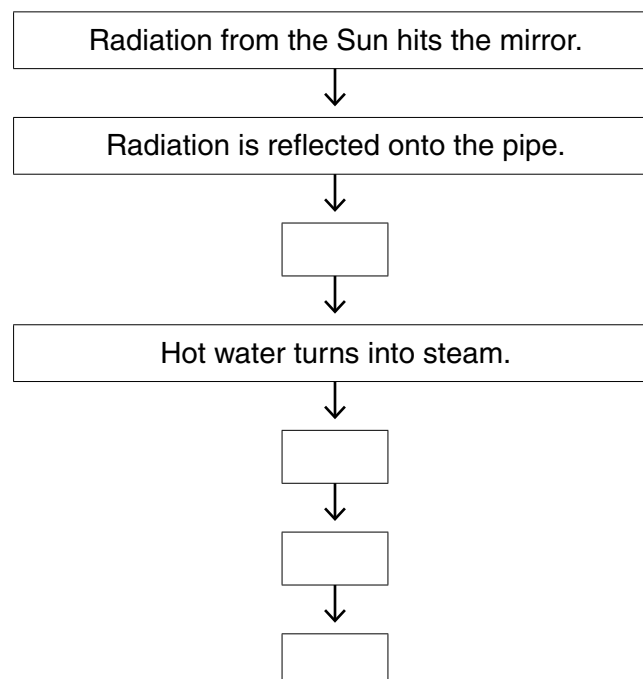 Radiation from the Sun hits the mirror.
Radiation is reflected onto the pipe.
Hot water turns into steam.